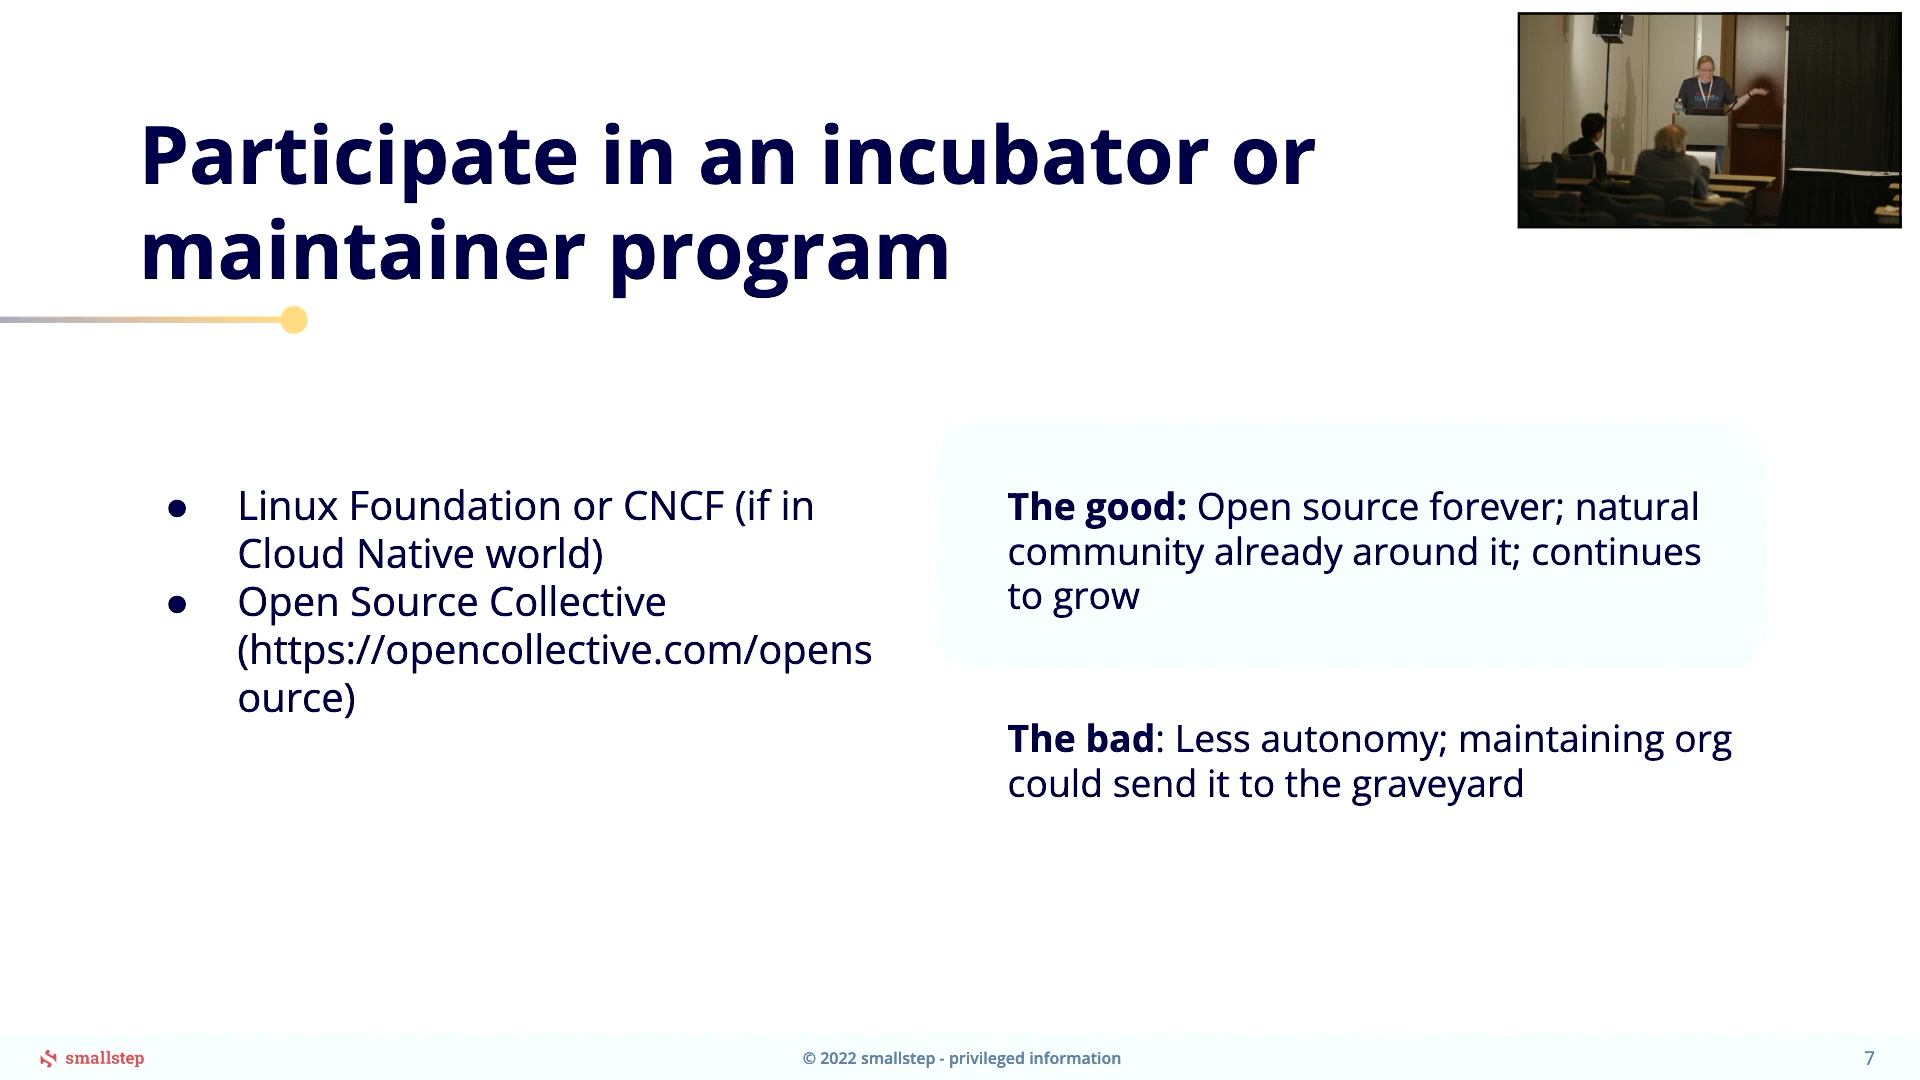 Participate in an incubator or
maintainer program
● Linux Foundation or CNCF (if in
Cloud Native world)
● Open Source Collective
(https://opencollective.com/opens
ource)
The good: Open source forever; natural
community already around it; continues
to grow
The bad: Less autonomy; maintaining org
could send it to the graveyard
smallstep
© 2022 smallstep - privileged information
7